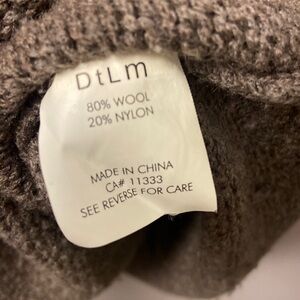 DtLm
80% WOOL
20% NYLON
MADE IN CHINA
CA# 11333
SEE REVERSE FOR CARE